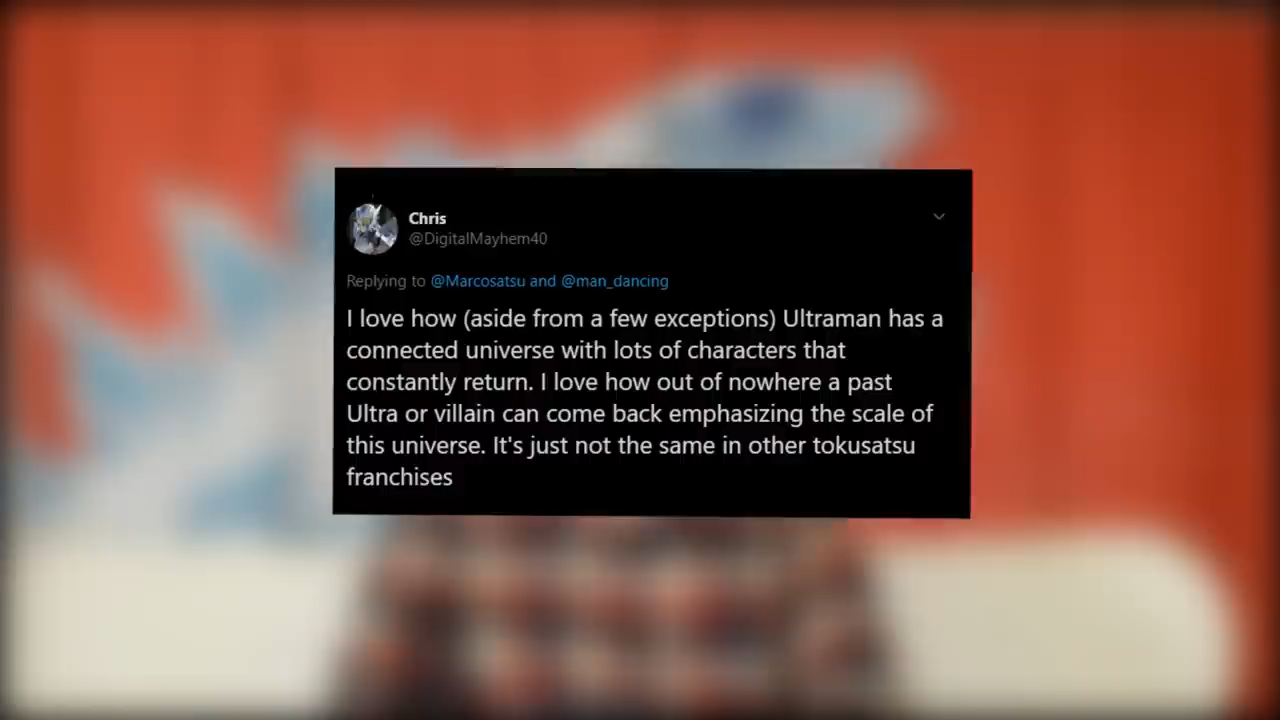 Chris
@DigitalMayhem40
Replying to @Marcosatsu and @man_dancing
I love how (aside from a few exceptions) Ultraman has a
connected universe with lots of characters that
constantly return. I love how out of nowhere a past
Ultra or villain can come back emphasizing the scale of
this universe. It's just not the same in other tokusatsu
franchises